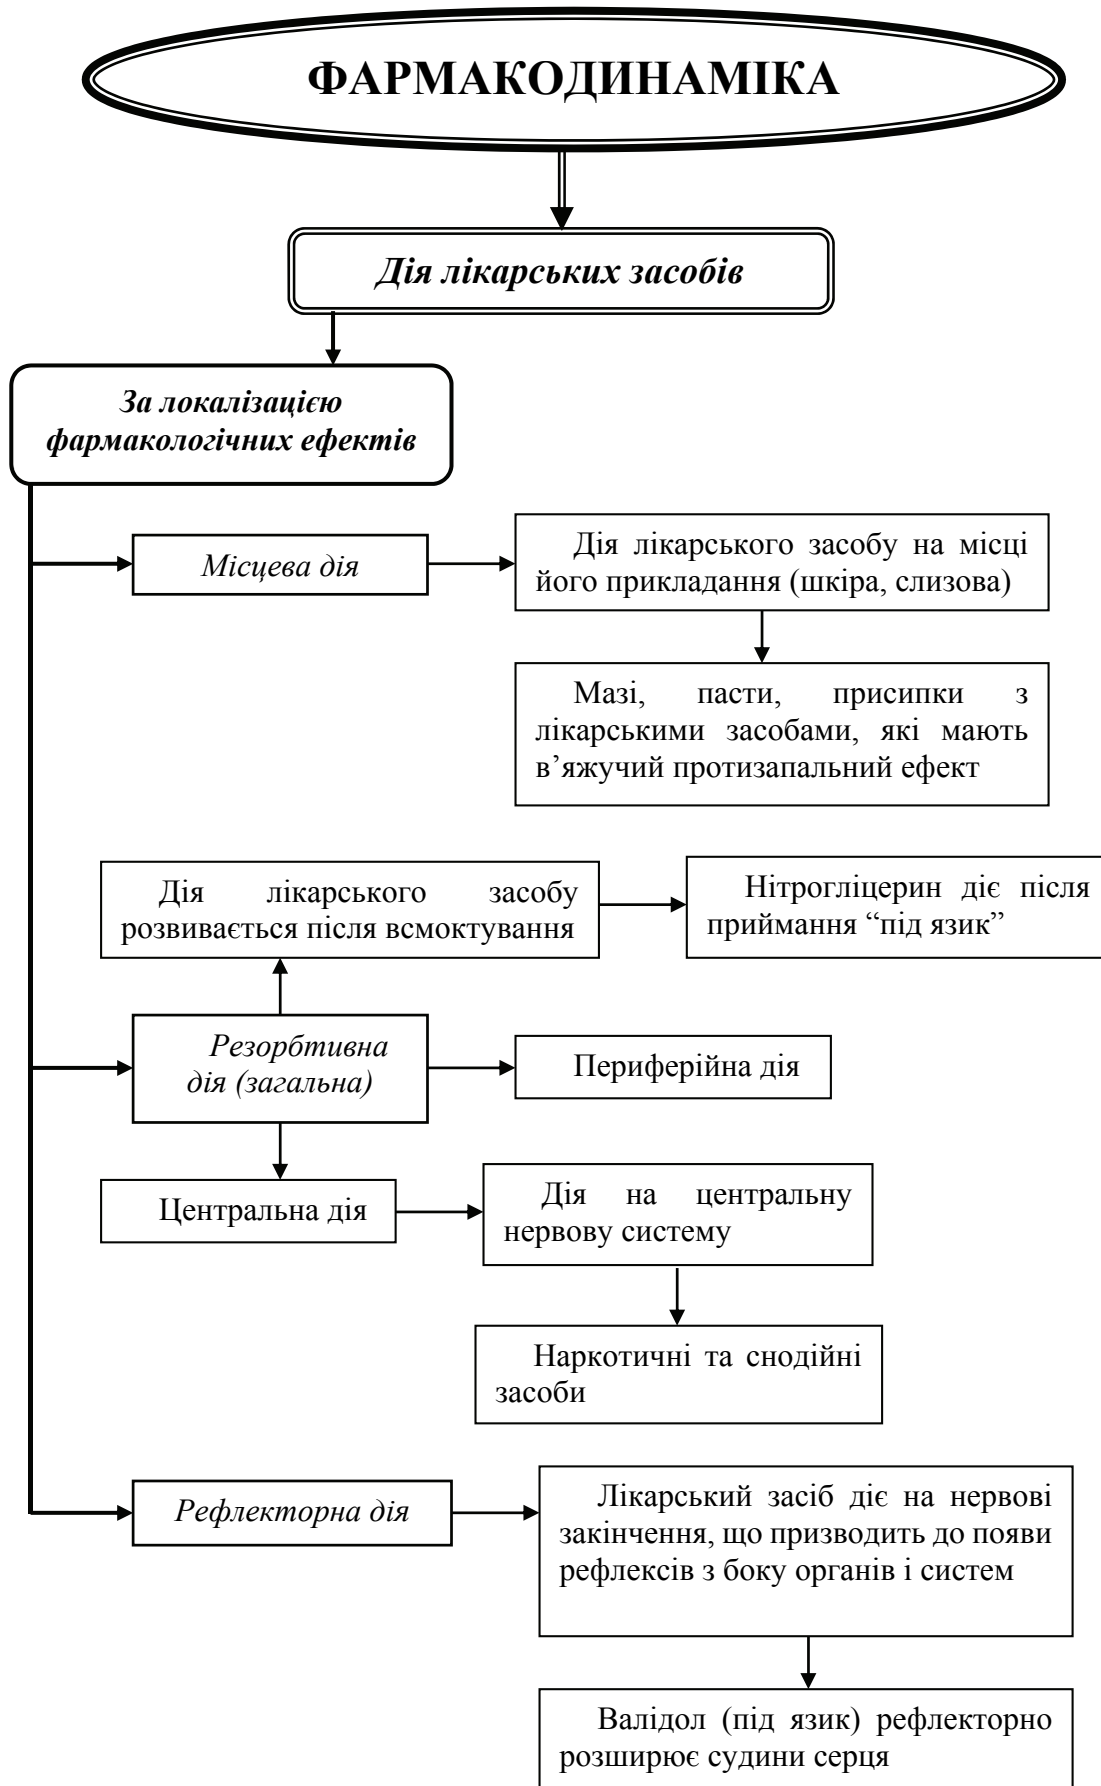 ФАРМАКОДИНАМІКА
Дія лікарських засобів
За локалізацією
фармакологічних ефектів
Місцева дія
Дія лікарського засобу на місці
його прикладання (шкіра, слизова)
Мазі, пасти, присипки з
лікарськими засобами, які мають
в’яжучий протизапальний ефект
Дія лікарського засобу
розвивається після всмоктування
Нітрогліцерин діє після
приймання “під язик”
Резорбтивна
дія (загальна)
Периферійна дія
Центральна дія
Дія на центральну
нервову систему
Наркотичні та снодійні
засоби
Рефлекторна дія
Лікарський засіб діє на нервові
закінчення, що призводить до появи
рефлексів з боку органів і систем
Валідол (під язик) рефлекторно
розширює судини серця